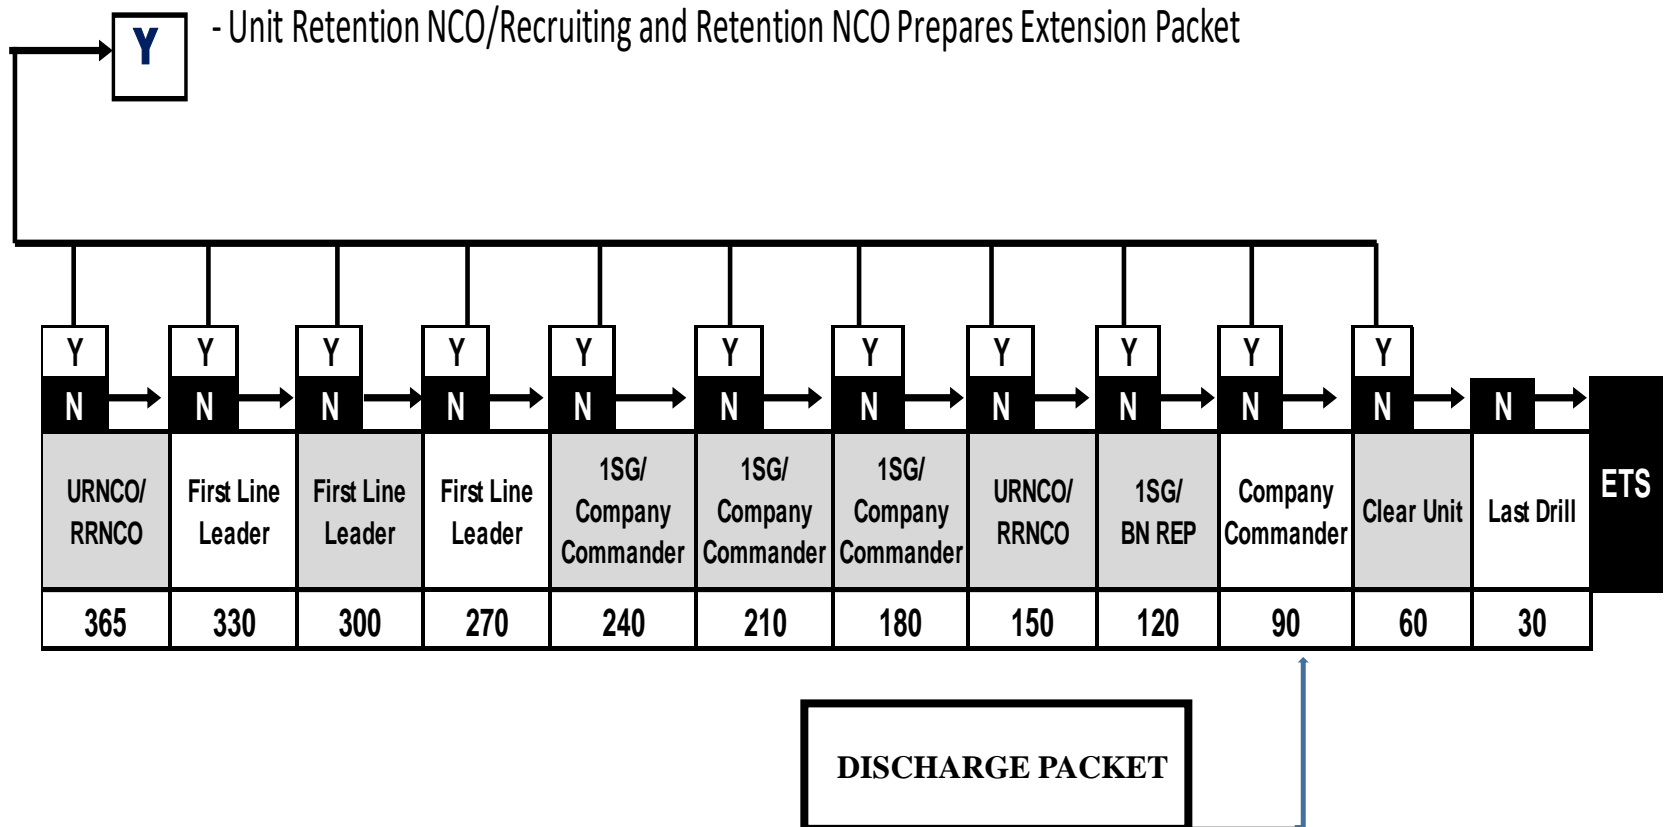 Y
- Unit Retention NCO/Recruiting and Retention NCO Prepares Extension Packet
Y Y Y Y Y Y Y Y Y Y Y
N N N N N N N N N N N N
URNCO/
RRNCO
First Line
Leader
First Line
Leader
First Line
Leader
1SG/
Company
Commander
1SG/
Company
Commander
1SG/
Company
Commander
URNCO/
RRNCO
1SG/
BN REP
Company
Commander
Clear Unit
Last Drill
ETS
365 330 300 270 240 210 180 150 120 90 60 30
DISCHARGE PACKET